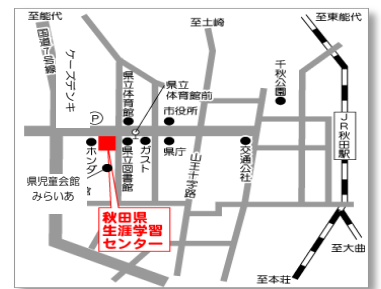 至能代
至土崎
至東能代
国道7号線
ケーズデンキ
県立体育館
県立
体育館前
市役所
千秋公園
Ⓟ
JR秋田駅
ホンダ
県立図書館
ガスト
県庁
山王十字路
交通公社
県児童会館
みらいあ
秋田県
生涯学習
センター
至大曲
至本荘